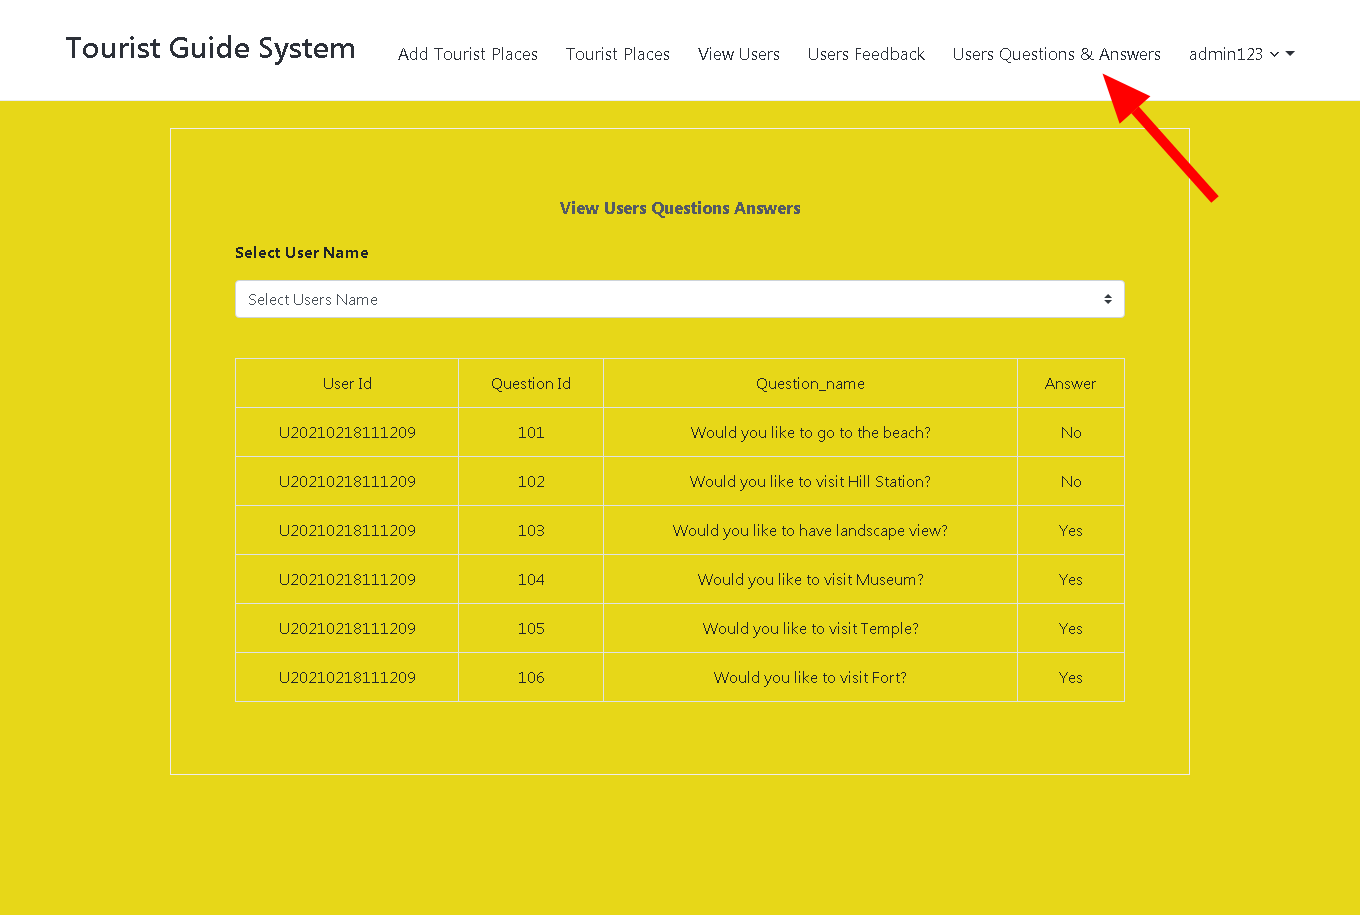 Tourist Guide System Add Tourist Places Tourist Places View Users Users Feedback Users Questions & Answers admin123
View Users Questions Answers
Select User Name
Select Users Name
User Id Question Id Question_name Answer
U20210218111209 101 Would you like to go to the beach? No
U20210218111209 102 Would you like to visit Hill Station? No
U20210218111209 103 Would you like to have landscape view? Yes
U20210218111209 104 Would you like to visit Museum? Yes
U20210218111209 105 Would you like to visit Temple? Yes
U20210218111209 106 Would you like to visit Fort? Yes